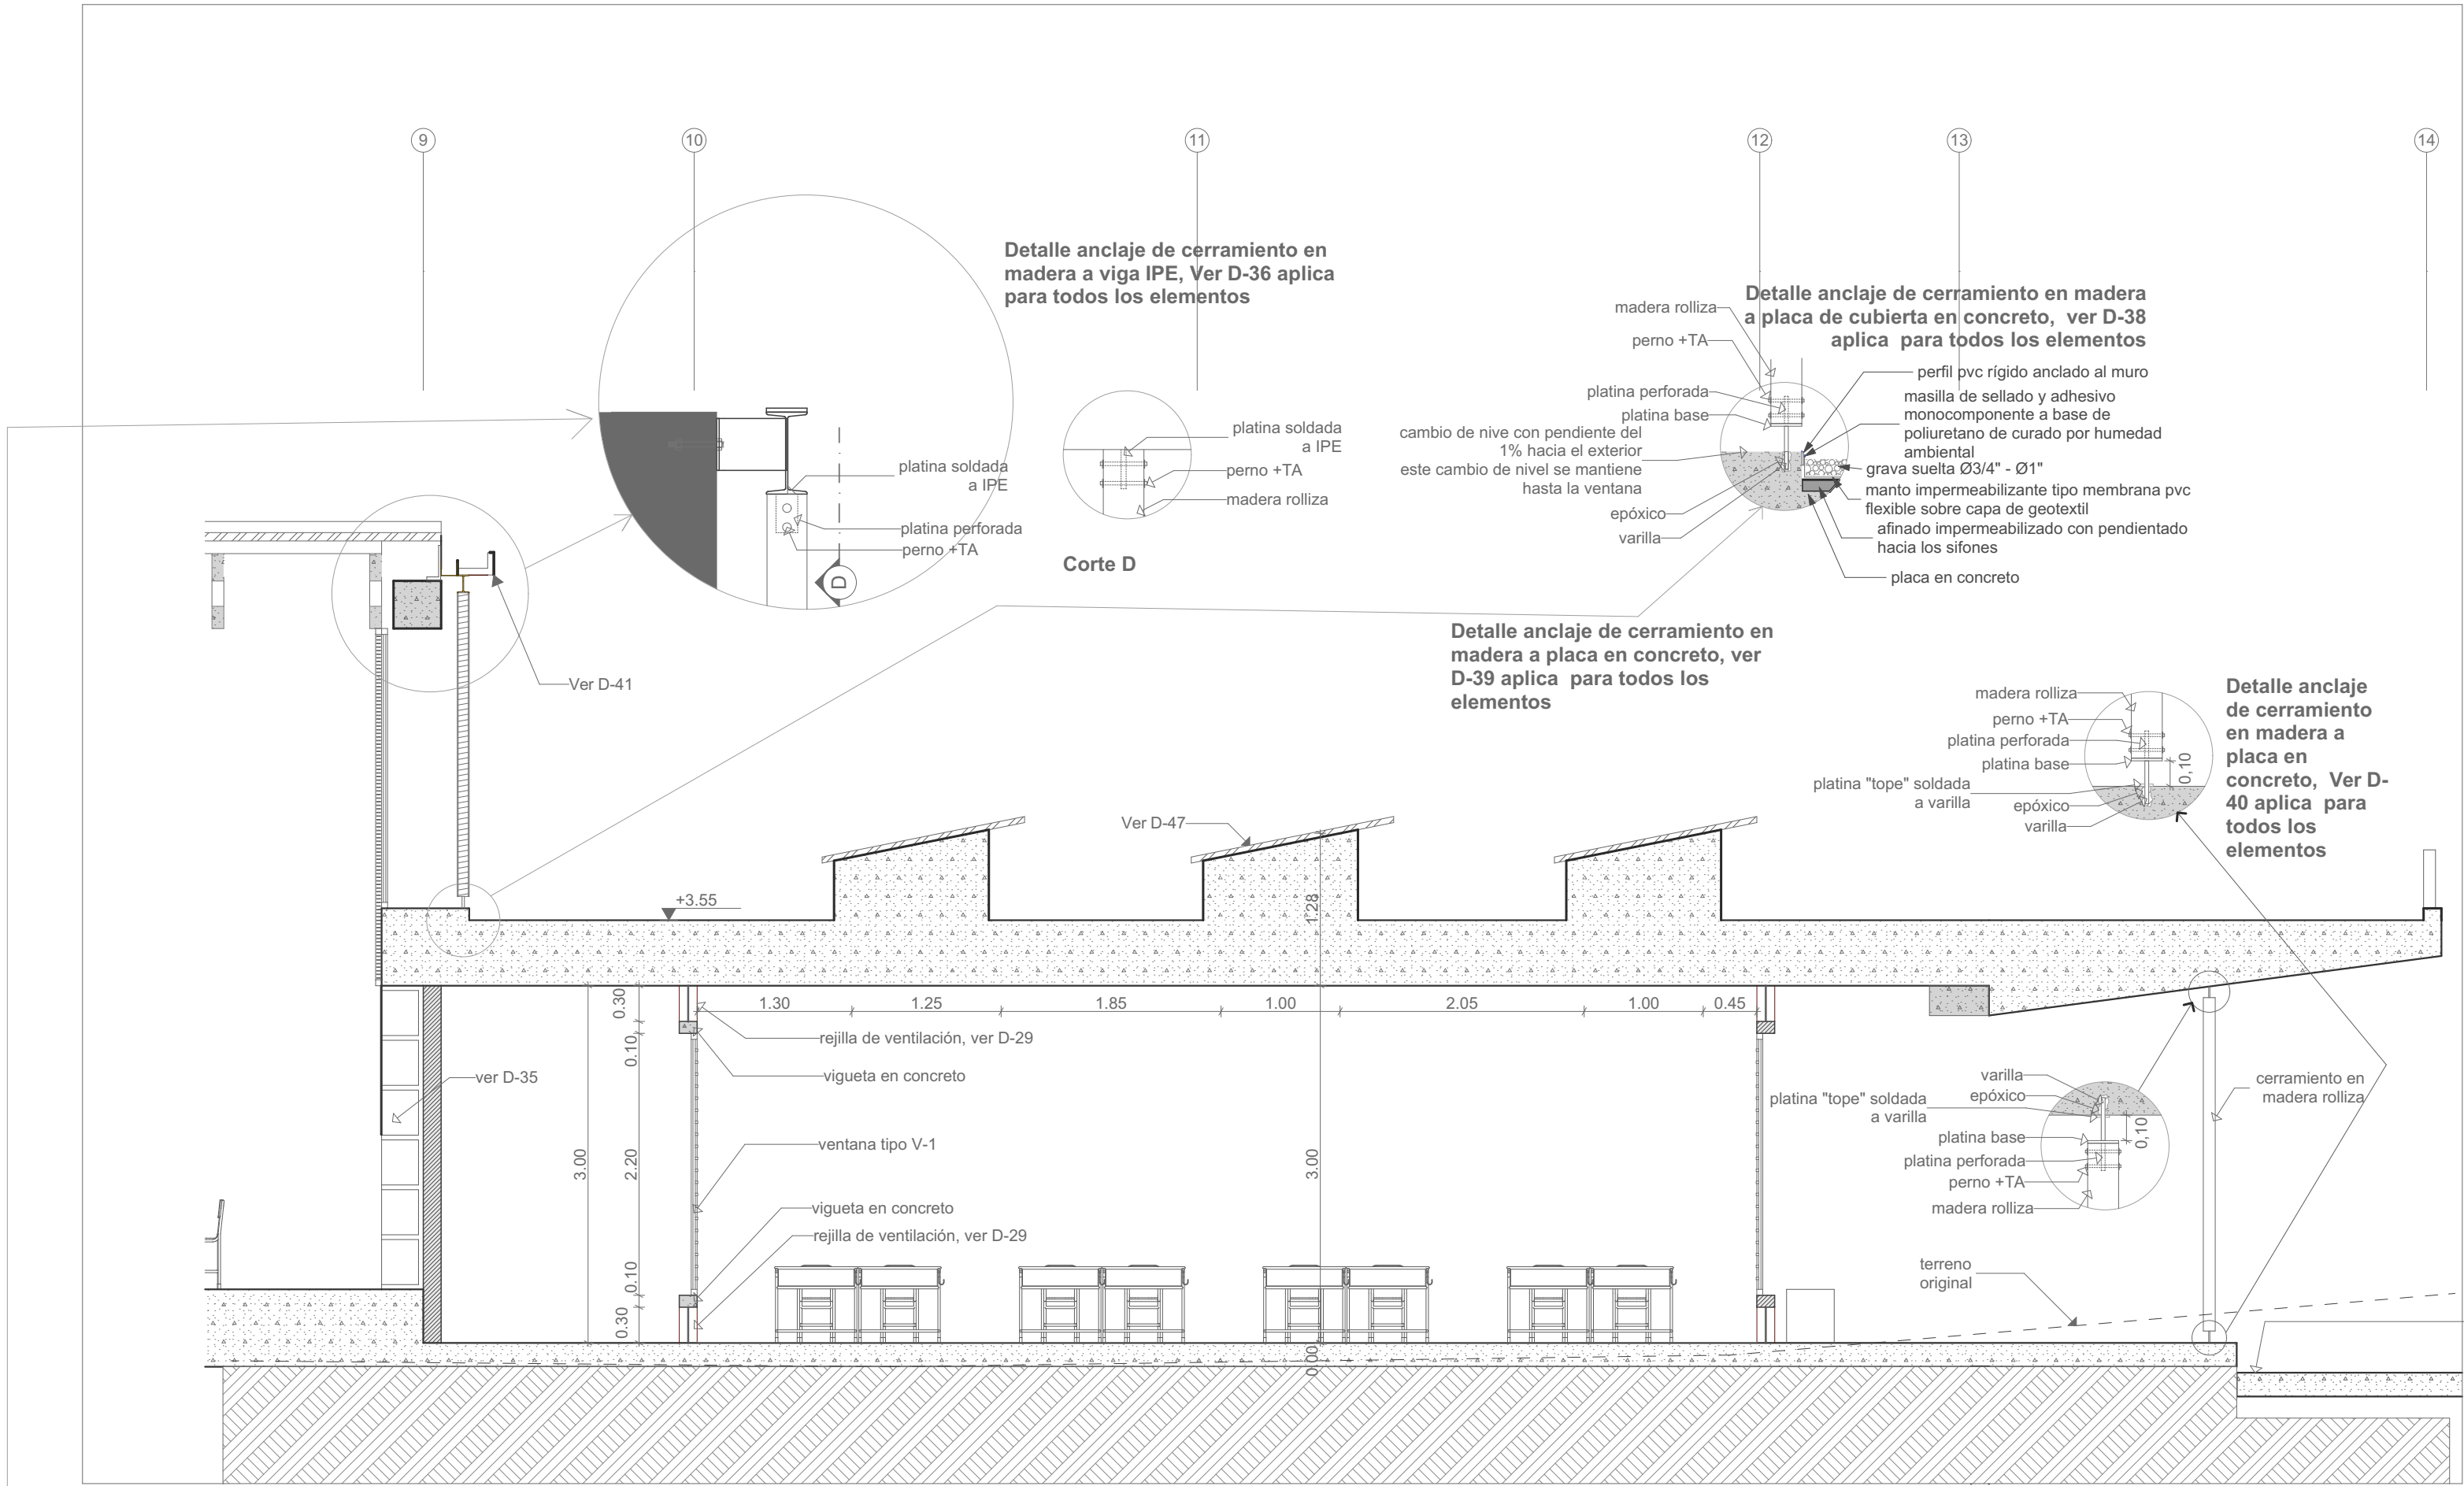 9
10
11
12
13
14
Detalle anclaje de cerramiento en
madera a viga IPE, Ver D-36 aplica
para todos los elementos
platina soldada
a IPE
platina perforada
perno +TA
D
platina soldada
a IPE
perno +TA
madera rolliza
Corte D
Detalle anclaje de cerramiento en madera
a placa de cubierta en concreto, ver D-38
aplica para todos los elementos
madera rolliza
perno +TA
platina perforada
platina base
cambio de nive con pendiente del
1% hacia el exterior
este cambio de nivel se mantiene
hasta la ventana
epóxico
varilla
perfil pvc rígido anclado al muro
masilla de sellado y adhesivo
monocomponente a base de
poliuretano de curado por humedad
ambiental
grava suelta Ø3/4" - Ø1"
manto impermeabilizante tipo membrana pvc
flexible sobre capa de geotextil
afinado impermeabilizado con pendientado
hacia los sifones
placa en concreto
Ver D-41
Detalle anclaje de cerramiento en
madera a placa en concreto, ver
D-39 aplica para todos los
elementos
madera rolliza
perno +TA
platina perforada
platina base
platina "tope" soldada
a varilla
epóxico
varilla
0,10
Detalle anclaje
de cerramiento
en madera a
placa en
concreto, Ver D-
40 aplica para
todos los
elementos
Ver D-47
+3.55
1.28
0.30
1.30
1.25
1.85
1.00
2.05
1.00
0.45
0.10
rejilla de ventilación, ver D-29
vigueta en concreto
ver D-35
ventana tipo V-1
3.00
2.20
3.00
vigueta en concreto
rejilla de ventilación, ver D-29
0.10
0.30
0.00
varilla
epóxico
platina "tope" soldada
a varilla
platina base
platina perforada
perno +TA
madera rolliza
0,10
cerramiento en
madera rolliza
terreno
original